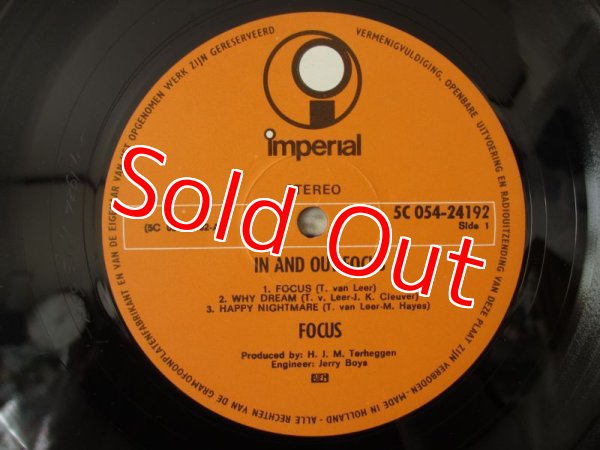 VERMENIGVULDIGING, OPENBARE UITVOERING EN RADIOUITZENDING VAN DEZE PLAAT ZIJN VERBODEN - MADE IN HOLLAND - ALLE RECHTEN VAN DE GRAMOFOONPLATENFABRIKANT EN VAN DE EIGENAAR VAN HET OPGENOMEN WERK ZIJN GERESERVEERD
imperial
STEREO
5C 054-24192
(5C
Side 1
Sold Out
IN AND OUT FOCUS
1. FOCUS (T. van Leer)
2. WHY DREAM (T. v. Leer-J. K. Cleuver)
3. HAPPY NIGHTMARE (T. van Leer-M. Hayes)
FOCUS
Produced by: H. J. M. Terheggen
Engineer: Jerry Boys